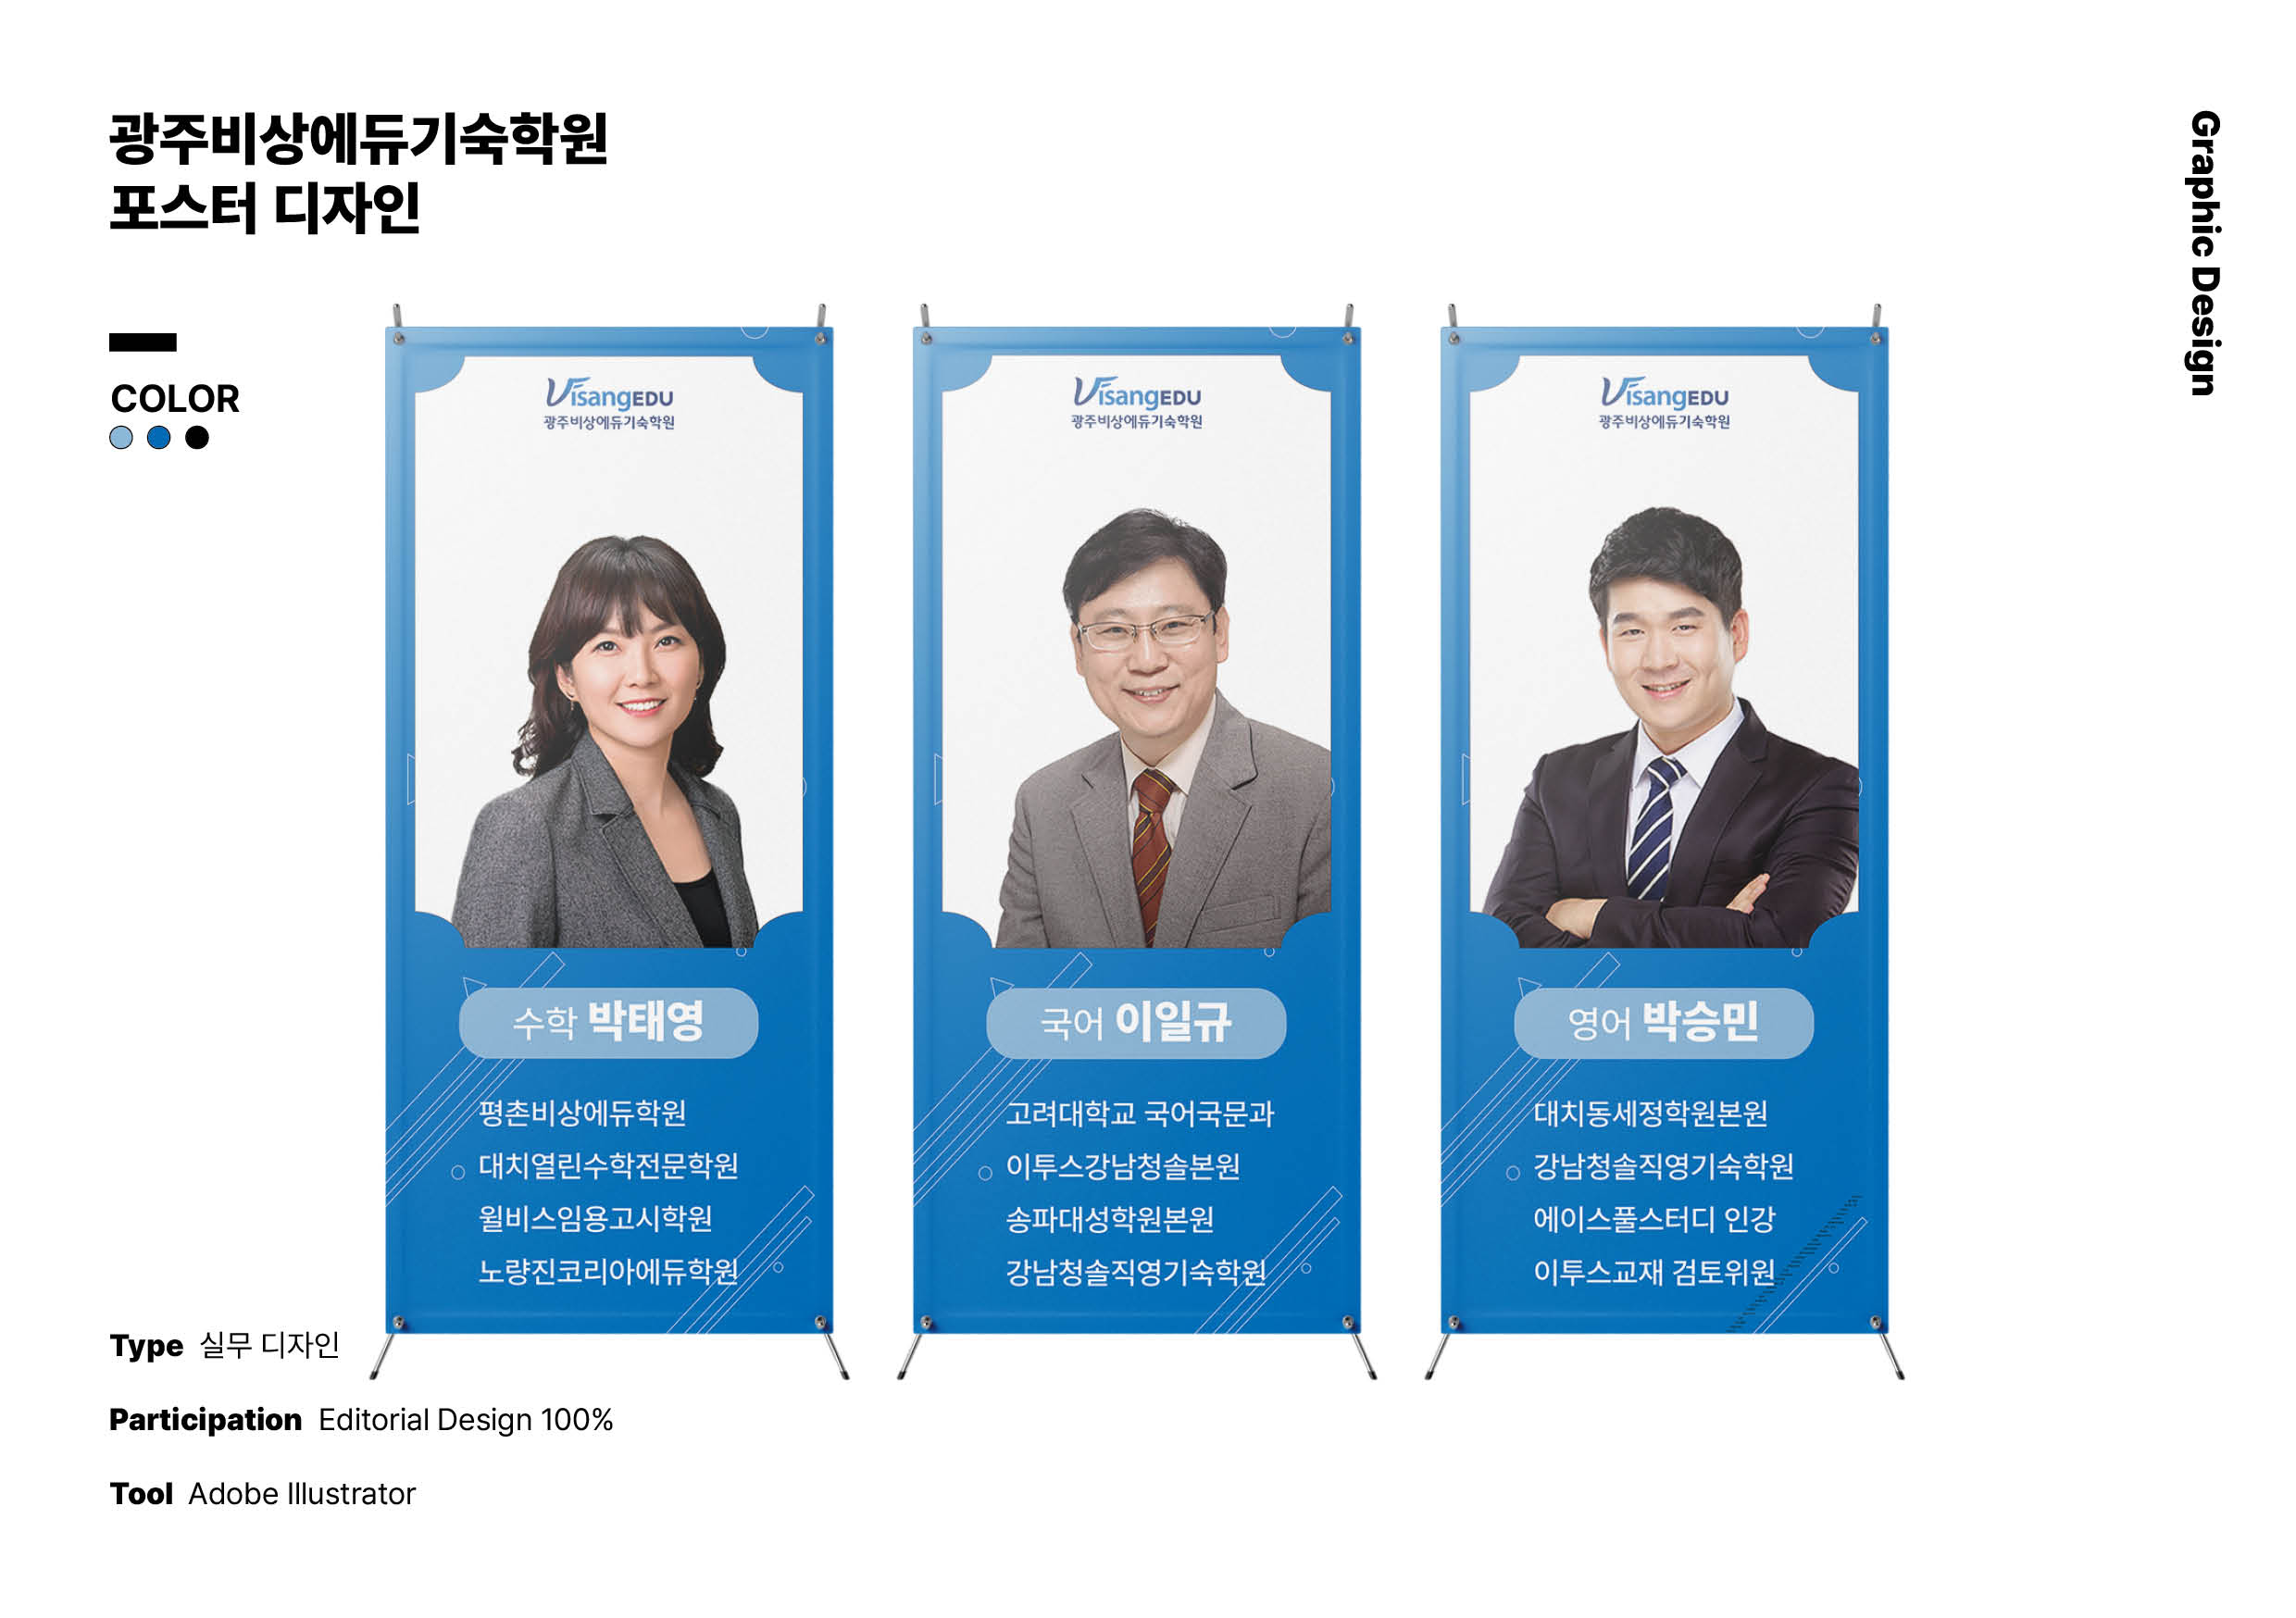 광주비상에듀기숙학원
포스터 디자인
Graphic Design
COLOR
VisangEDU
광주비상에듀기숙학원
수학 박태영
평촌비상에듀학원
대치열린수학전문학원
윌비스임용고시학원
노량진코리아에듀학원
VisangEDU
광주비상에듀기숙학원
국어 이일규
고려대학교 국어국문과
이투스강남청솔본원
송파대성학원본원
강남청솔직영기숙학원
VisangEDU
광주비상에듀기숙학원
영어 박승민
대치동세정학원본원
강남청솔직영기숙학원
에이스풀스터디 인강
이투스교재 검토위원
Type 실무 디자인
Participation Editorial Design 100%
Tool Adobe Illustrator